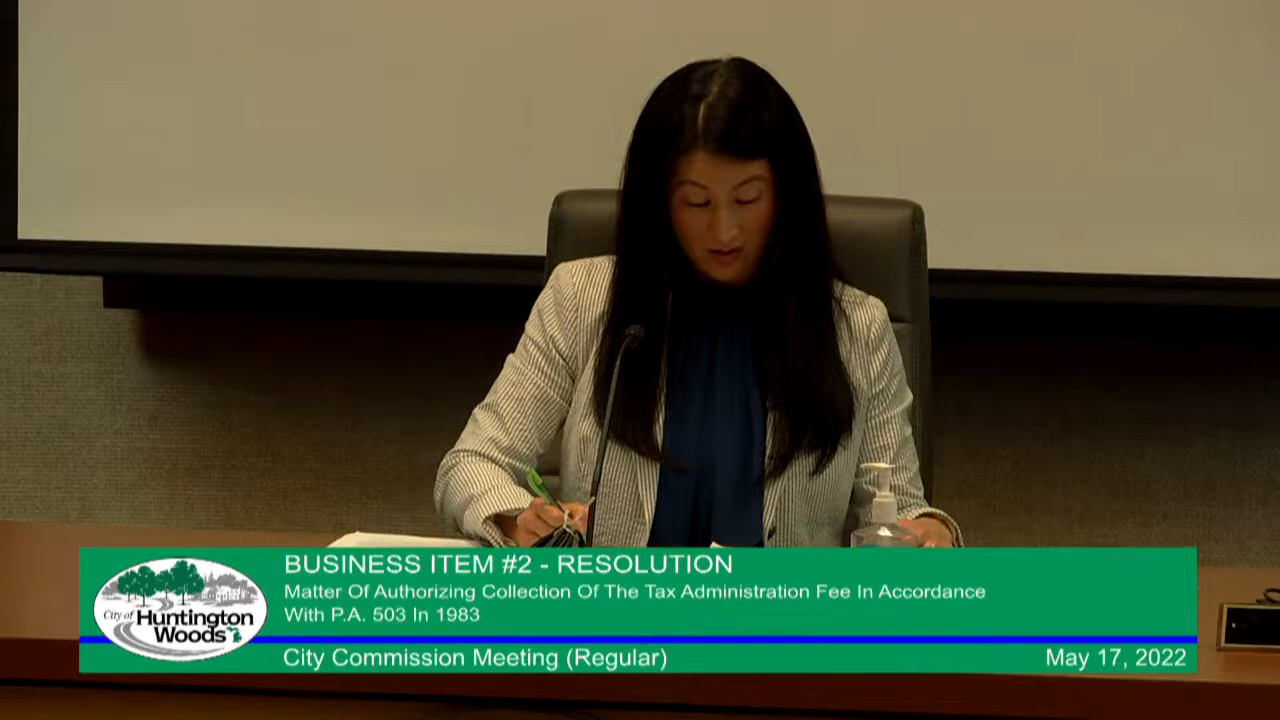 BUSINESS ITEM #2 - RESOLUTION
Matter Of Authorizing Collection Of The Tax Administration Fee In Accordance
With P.A. 503 In 1983
City of
Huntington
Woods
City Commission Meeting (Regular)
May 17, 2022